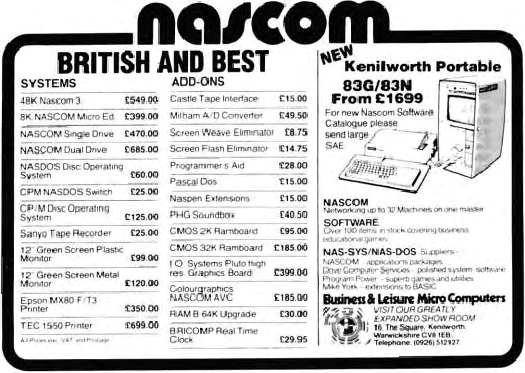 nascom
BRITISH AND BEST
SYSTEMS
48K Nascom 3 £549.00
8K NASCOM Micro Ed £399.00
NASCOM Single Drive £470.00
NASCOM Dual Drive £685.00
NASDOS Disc Operating
System £60.00
CPM NASDOS Switch £25.00
CP/M Disc Operating
System £125.00
Sanyo Tape Recorder £25.00
12" Green Screen Plastic
Monitor £99.00
12" Green Screen Metal
Monitor £120.00
Epson MX80 F/T3
Printer £350.00
TEC 1550 Printer £699.00
All Prices exc. VAT and Postage
ADD-ONS
Castle Tape Interface £15.00
Milham A/D Converter £49.50
Screen Weave Eliminator £8.75
Screen Flash Eliminator £14.75
Programmers Aid £28.00
Pascal Dos £15.00
Naspen Extensions £15.00
PHG Soundbox £40.50
CMOS 2K Ramboard £95.00
CMOS 32K Ramboard £185.00
I.O. Systems Pluto high
res. Graphics Board £399.00
Colourgraphics
NASCOM AVC £185.00
RAM B 64K Upgrade £30.00
BRICOMP Real Time
Clock £29.95
NEW
Kenilworth Portable
83G/83N
From £1699
For new Nascom Software
Catalogue please
send large
SAE
NASCOM
Networking up to 32 Machines on one master
SOFTWARE
Over 100 items in stock covering business
educational games
NAS-SYS/NAS-DOS Suppliers -
NASCOM - applications packages
Dove Computer Services - polished system software
Program Power - superb games and utilities
Mike York - extensions to BASIC
Business & Leisure Micro Computers
VISIT OUR GREATLY
EXPANDED SHOW ROOM
16, The Square, Kenilworth,
Warwickshire CV8 1EB.
Telephone: (0926) 512127.